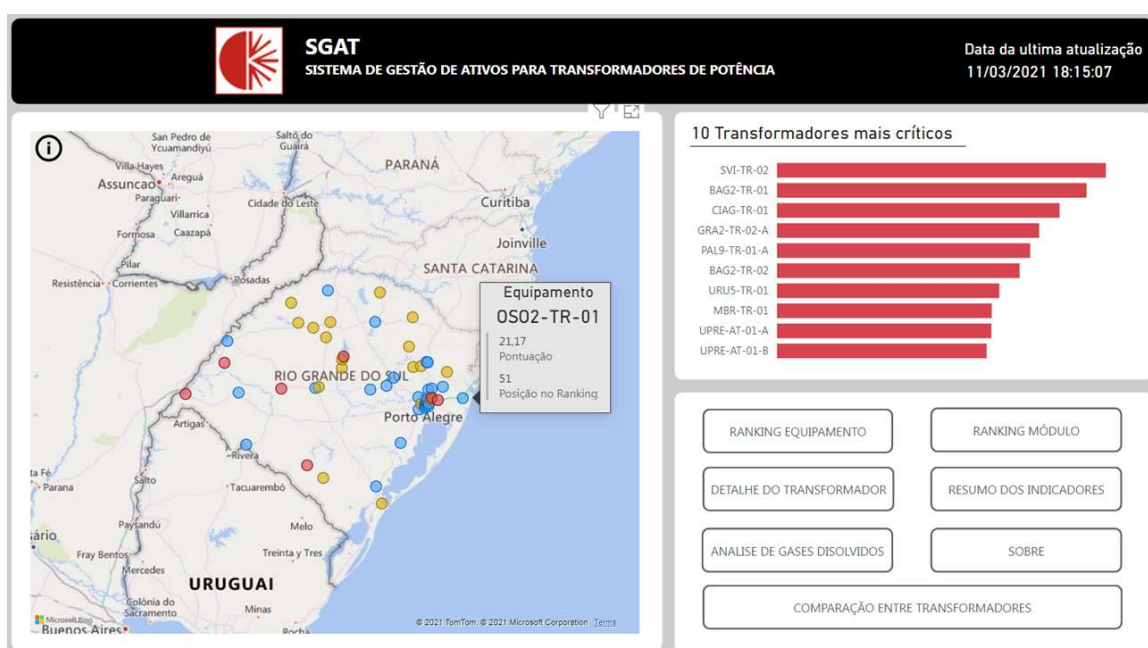 SGAT
SISTEMA DE GESTÃO DE ATIVOS PARA TRANSFORMADORES DE POTÊNCIA
Data da ultima atualização
11/03/2021 18:15:07
San Pedro de
Ycuamandiyú
Salto do
Guairá
PARANÁ
Villa Hayes
Assuncao
Areguá
Paraguarí
Cidade do Leste
Curitiba
Villarrica
Formosa
Caazapá
Joinville
Pilar
SANTA CATARINA
Resistência
Corrientes
Posadas
Equipamento
OSO2-TR-01
21,17
Pontuação
51
Posição no Ranking
RIO GRANDE DO SUL
Porto Alegre
Artigas
Rivera
ta Fé
Parana
Salto
Tacuarembó
Paysandú
Melo
sário
Fray Bentos
Treinta y Tres
Mercedes
URUGUAI
Colônia do
Sacramento
Minas
Microsoft Bing
Buenos Aires
Rocha
© 2021 TomTom, © 2021 Microsoft Corporation Terms
10 Transformadores mais críticos
SVI-TR-02
BAG2-TR-01
CIAG-TR-01
GRA2-TR-02-A
PAL9-TR-01-A
BAG2-TR-02
URU5-TR-01
MBR-TR-01
UPRE-AT-01-A
UPRE-AT-01-B
RANKING EQUIPAMENTO
RANKING MÓDULO
DETALHE DO TRANSFORMADOR
RESUMO DOS INDICADORES
ANALISE DE GASES DISOLVIDOS
SOBRE
COMPARAÇÃO ENTRE TRANSFORMADORES